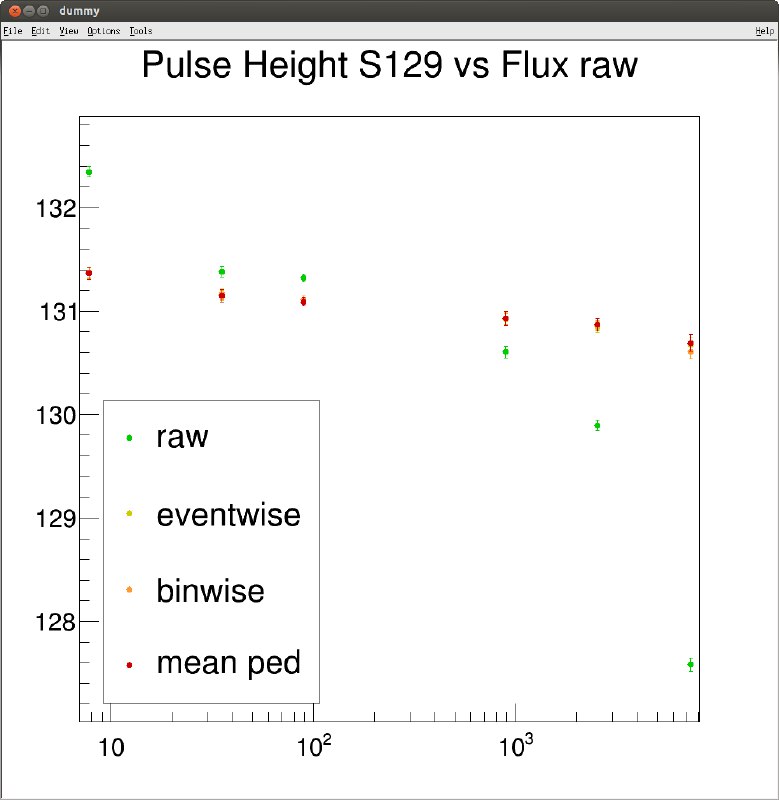 dummy
File Edit View Options Tools Help
Pulse Height S129 vs Flux raw
132
131
130
129
128
raw
eventwise
binwise
mean ped
10 10² 10³